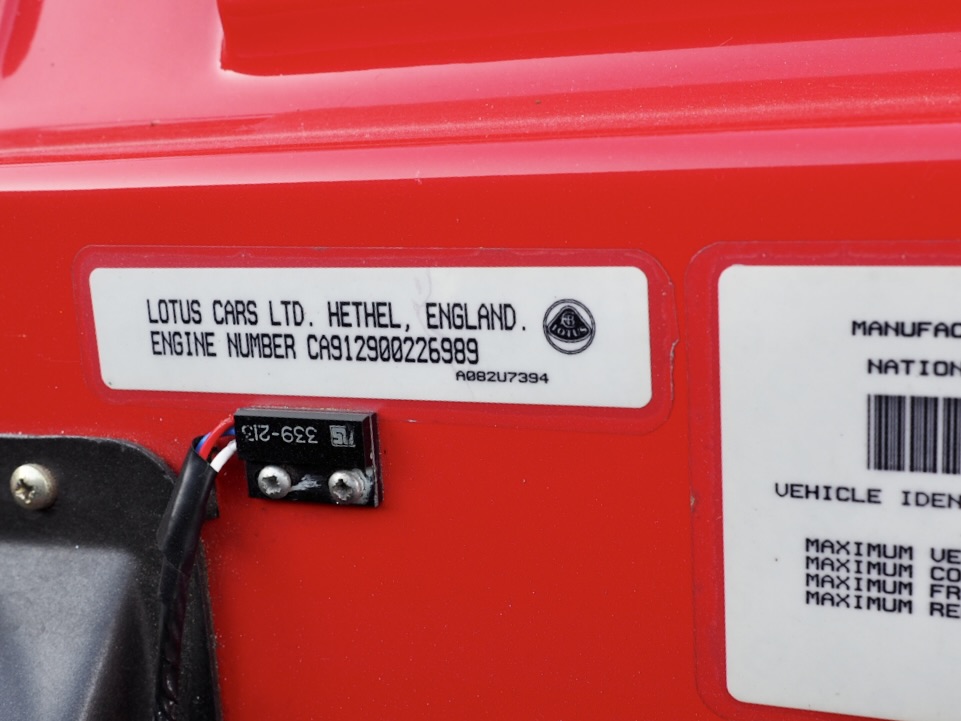 LOTUS CARS LTD. HETHEL, ENGLAND.
ENGINE NUMBER CA912900226989
LOTUS
A082U7394
339-213
MANUFAC
NATION
VEHICLE IDEN
MAXIMUM VE
MAXIMUM CO
MAXIMUM FR
MAXIMUM RE